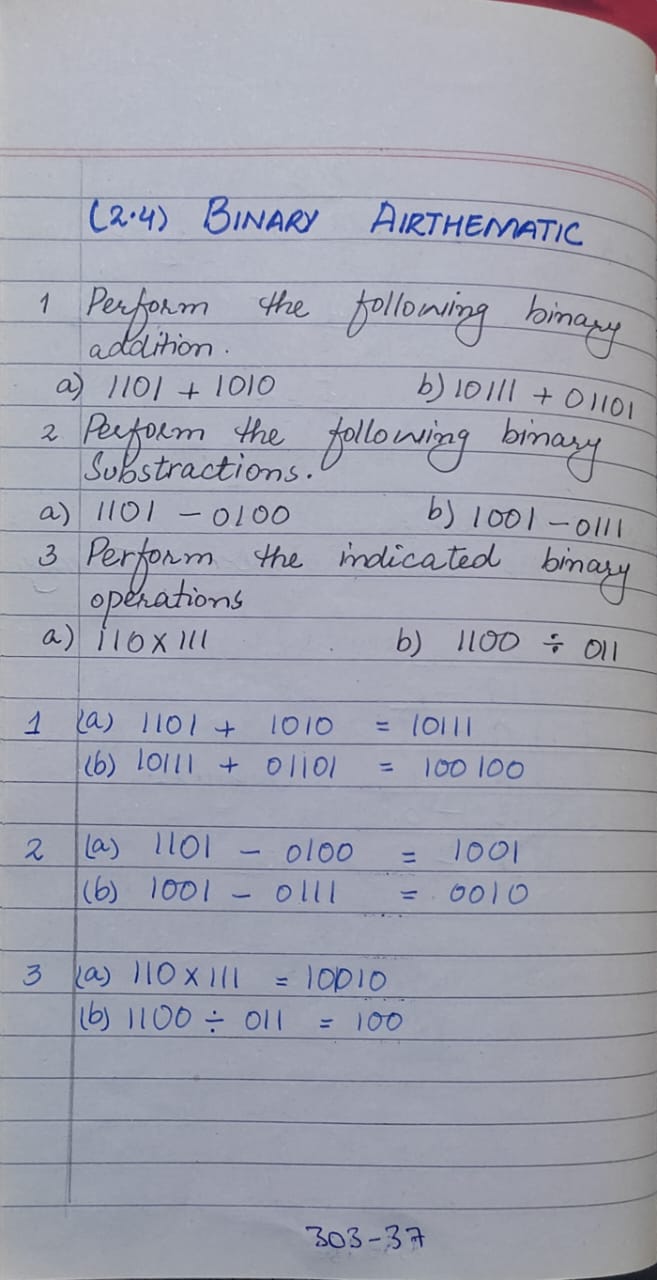 (2.4) BINARY AIRTHEMATIC
1 Perform the following binary
addition.
a) 1101 + 1010 b) 10111 + 01101
2 Perform the following binary
Substractions.
a) 1101 - 0100 b) 1001 - 0111
3 Perform the indicated binary
operations
a) 110 x 111 b) 1100 ÷ 011
1 (a) 1101 + 1010 = 10111
(b) 10111 + 01101 = 100100
2 (a) 1101 - 0100 = 1001
(b) 1001 - 0111 = 0010
3 (a) 110 x 111 = 10010
(b) 1100 ÷ 011 = 100
303-37